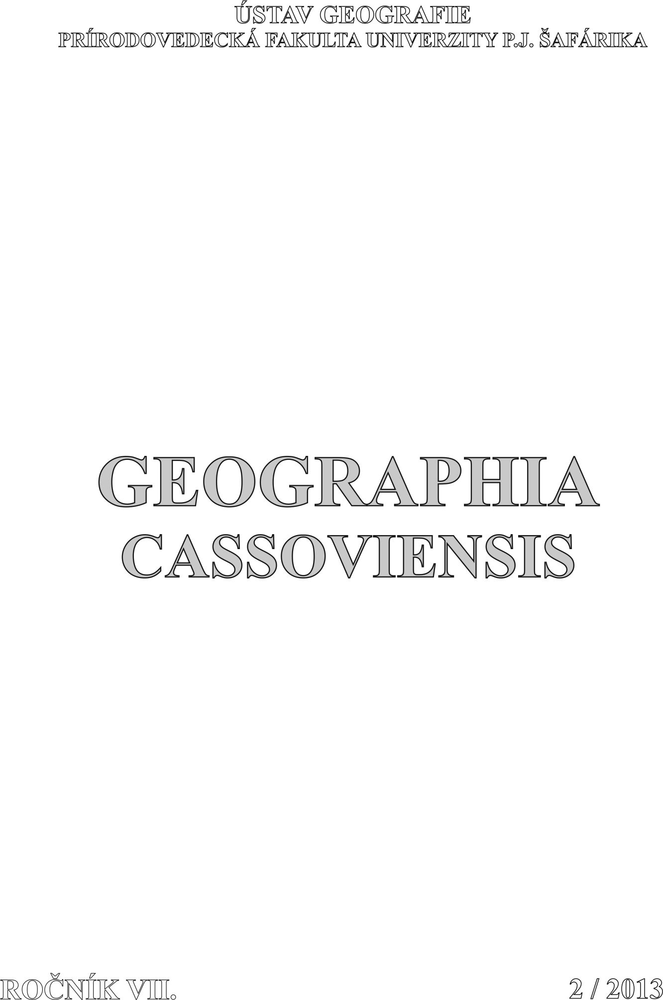 ÚSTAV GEOGRAFIE
PRÍRODOVEDECKÁ FAKULTA UNIVERZITY P.J. ŠAFÁRIKA
GEOGRAPHIA
CASSOVIENSIS
ROČNÍK VII.
2 / 2013